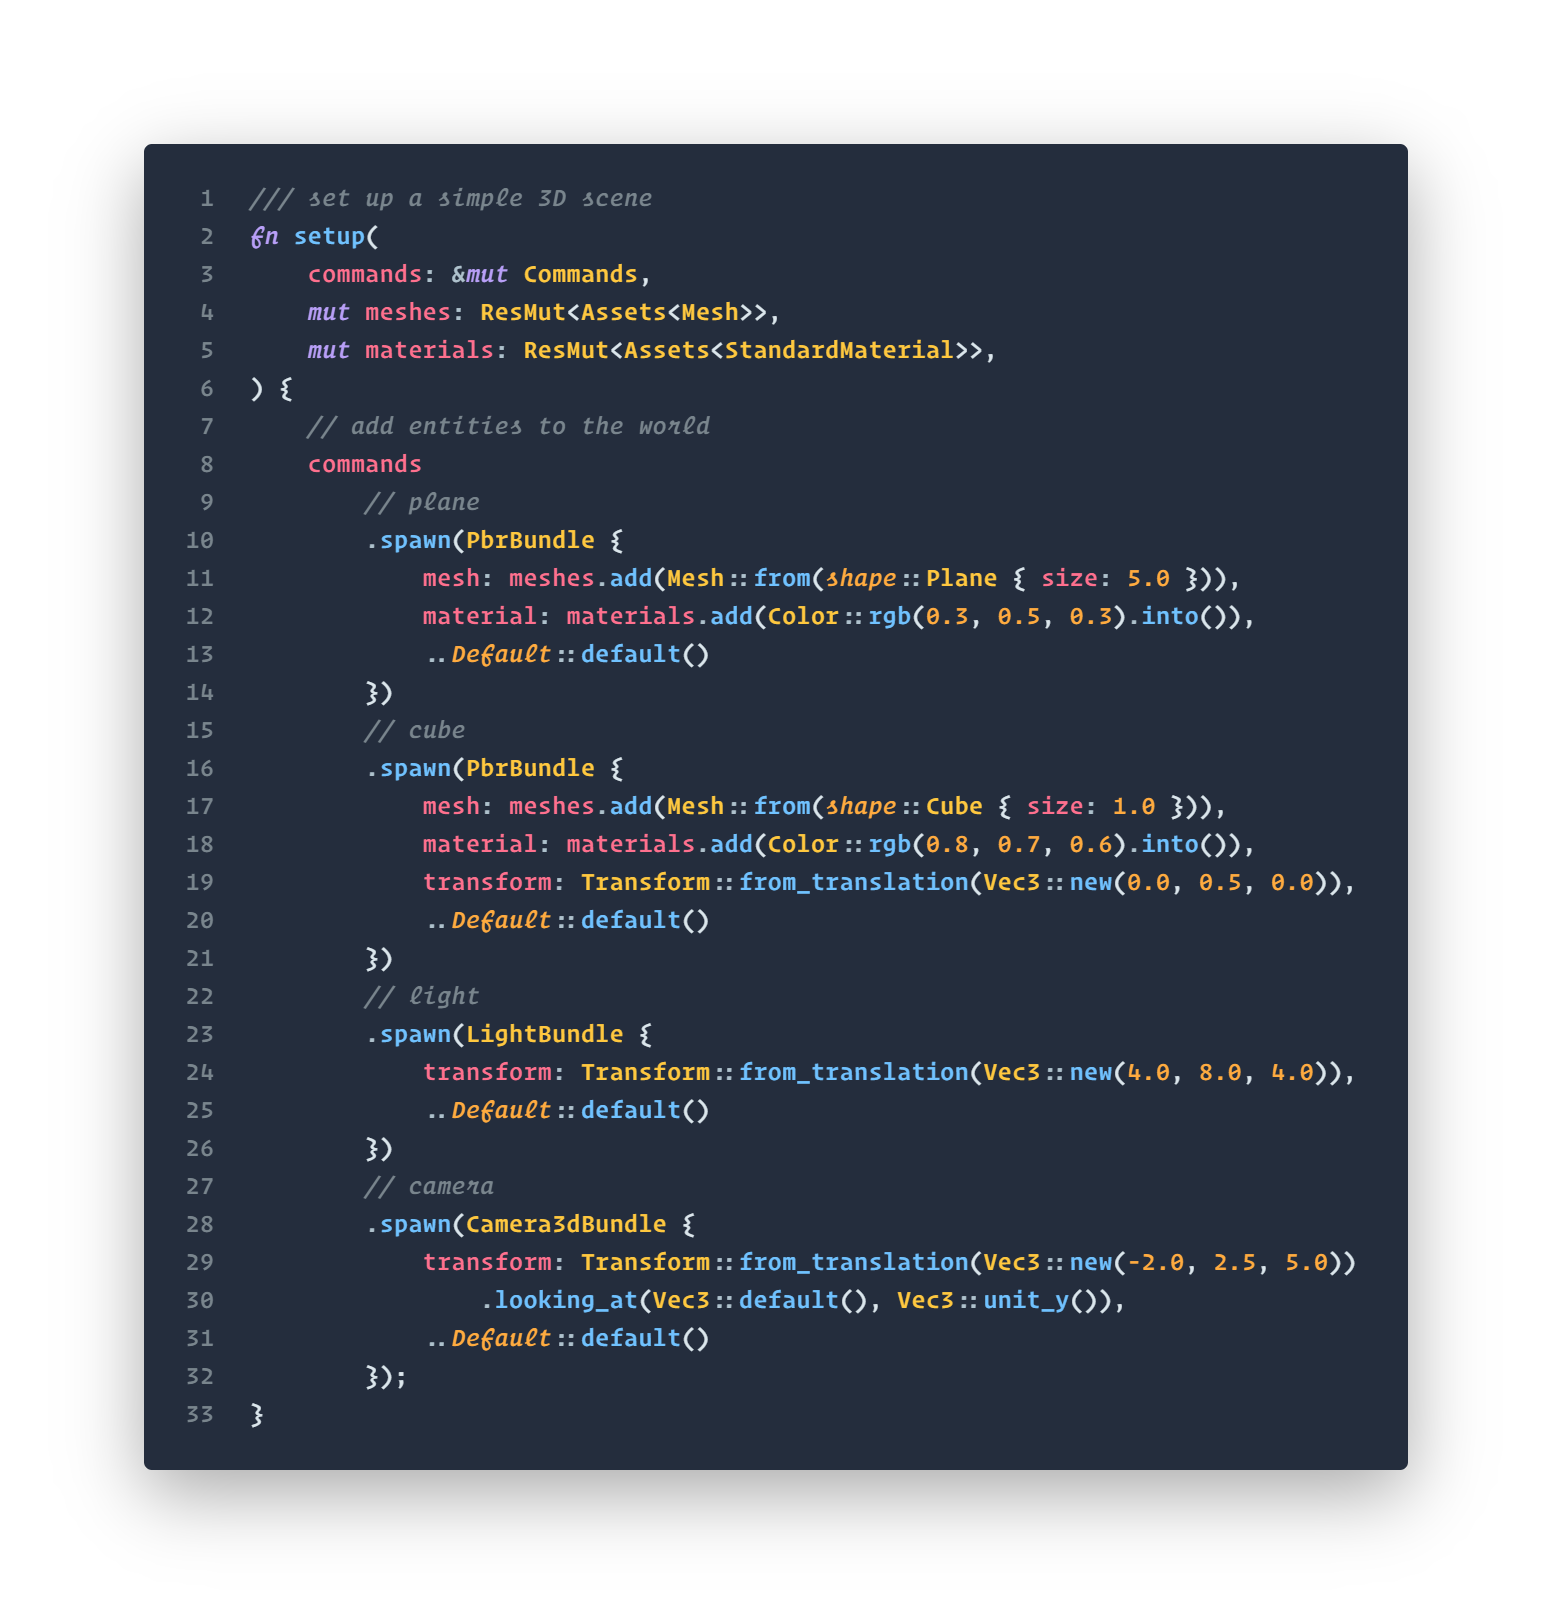 1 /// set up a simple 3D scene
2 fn setup(
3     commands: &mut Commands,
4     mut meshes: ResMut<Assets<Mesh>>,
5     mut materials: ResMut<Assets<StandardMaterial>>,
6 ) {
7     // add entities to the world
8     commands
9         // plane
10         .spawn(PbrBundle {
11             mesh: meshes.add(Mesh::from(shape::Plane { size: 5.0 })),
12             material: materials.add(Color::rgb(0.3, 0.5, 0.3).into()),
13             ..Default::default()
14         })
15         // cube
16         .spawn(PbrBundle {
17             mesh: meshes.add(Mesh::from(shape::Cube { size: 1.0 })),
18             material: materials.add(Color::rgb(0.8, 0.7, 0.6).into()),
19             transform: Transform::from_translation(Vec3::new(0.0, 0.5, 0.0)),
20             ..Default::default()
21         })
22         // light
23         .spawn(LightBundle {
24             transform: Transform::from_translation(Vec3::new(4.0, 8.0, 4.0)),
25             ..Default::default()
26         })
27         // camera
28         .spawn(Camera3dBundle {
29             transform: Transform::from_translation(Vec3::new(-2.0, 2.5, 5.0))
30                 .looking_at(Vec3::default(), Vec3::unit_y()),
31             ..Default::default()
32         });
33 }